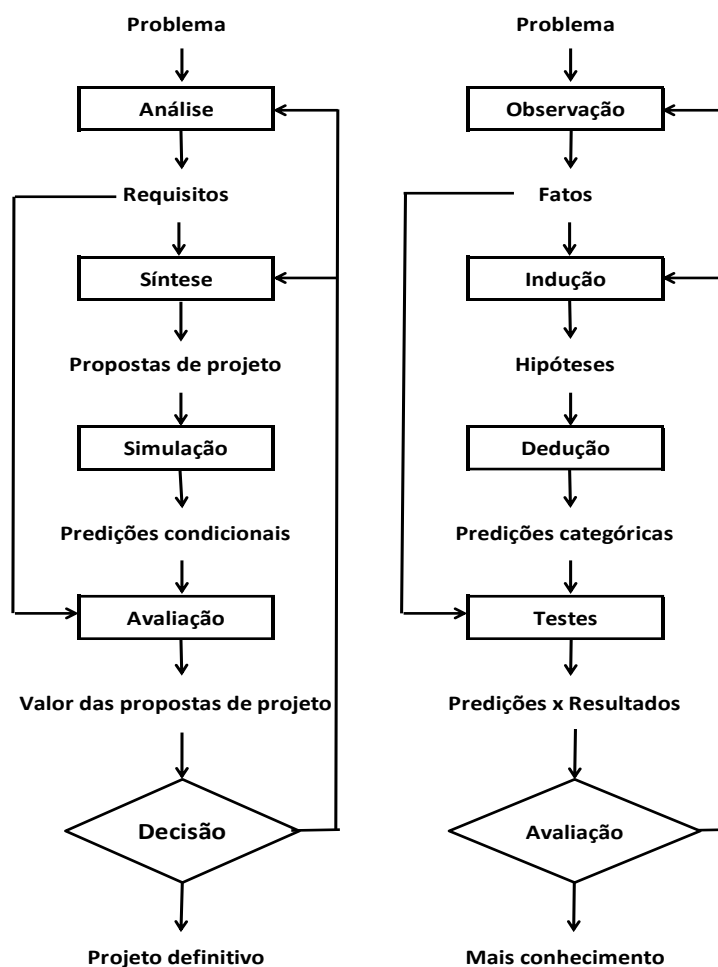 Problema
Análise
Requisitos
Síntese
Propostas de projeto
Simulação
Predições condicionais
Avaliação
Valor das propostas de projeto
Decisão
Projeto definitivo
Problema
Observação
Fatos
Indução
Hipóteses
Dedução
Predições categóricas
Testes
Predições x Resultados
Avaliação
Mais conhecimento